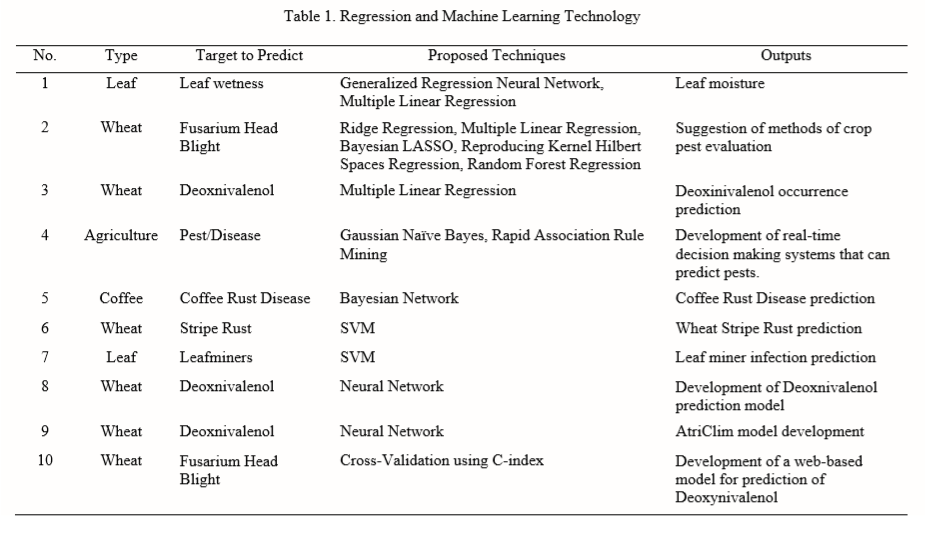 Table 1. Regression and Machine Learning Technology
No. Type Target to Predict Proposed Techniques Outputs
1 Leaf Leaf wetness Generalized Regression Neural Network, Leaf moisture
Multiple Linear Regression
2 Wheat Fusarium Head Ridge Regression, Multiple Linear Regression, Suggestion of methods of crop
Blight Bayesian LASSO, Reproducing Kernel Hilbert pest evaluation
Spaces Regression, Random Forest Regression
3 Wheat Deoxnivalenol Multiple Linear Regression Deoxinivalenol occurrence
prediction
4 Agriculture Pest/Disease Gaussian Naïve Bayes, Rapid Association Rule Development of real-time
Mining decision making systems that can
predict pests.
5 Coffee Coffee Rust Disease Bayesian Network Coffee Rust Disease prediction
6 Wheat Stripe Rust SVM Wheat Stripe Rust prediction
7 Leaf Leafminers SVM Leaf miner infection prediction
8 Wheat Deoxnivalenol Neural Network Development of Deoxnivalenol
prediction model
9 Wheat Deoxnivalenol Neural Network AtriClim model development
10 Wheat Fusarium Head Cross-Validation using C-index Development of a web-based
Blight model for prediction of
Deoxynivalenol